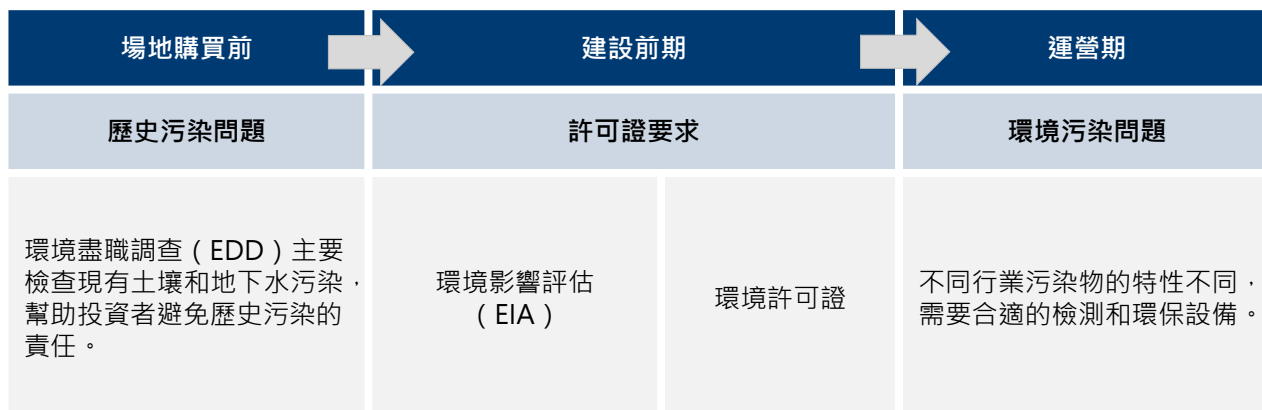 場地購買前
建設前期
運營期
歷史污染問題
許可證要求
環境污染問題
環境盡職調查（EDD）主要
檢查現有土壤和地下水污染，
幫助投資者避免歷史污染的
責任。
環境影響評估
（EIA）
環境許可證
不同行業污染物的特性不同，
需要合適的檢測和環保設備。